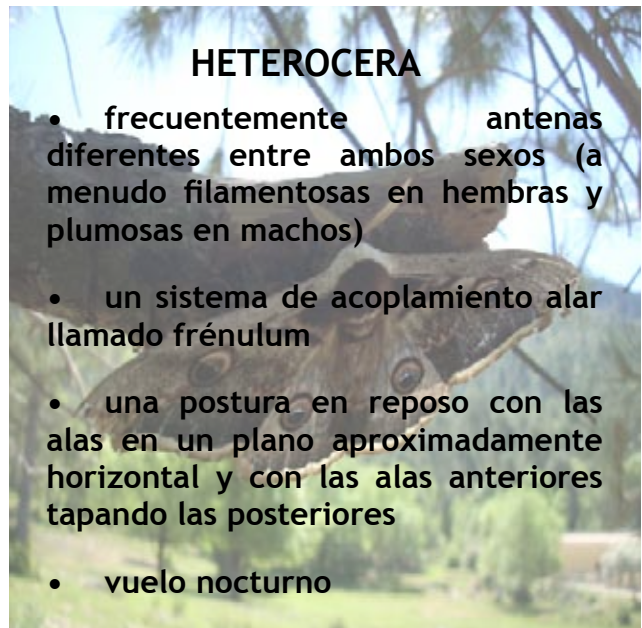 HETEROCERA
• frecuentemente antenas
diferentes entre ambos sexos (a
menudo filamentosas en hembras y
plumosas en machos)
• un sistema de acoplamiento alar
llamado frénulum
• una postura en reposo con las
alas en un plano aproximadamente
horizontal y con las alas anteriores
tapando las posteriores
• vuelo nocturno